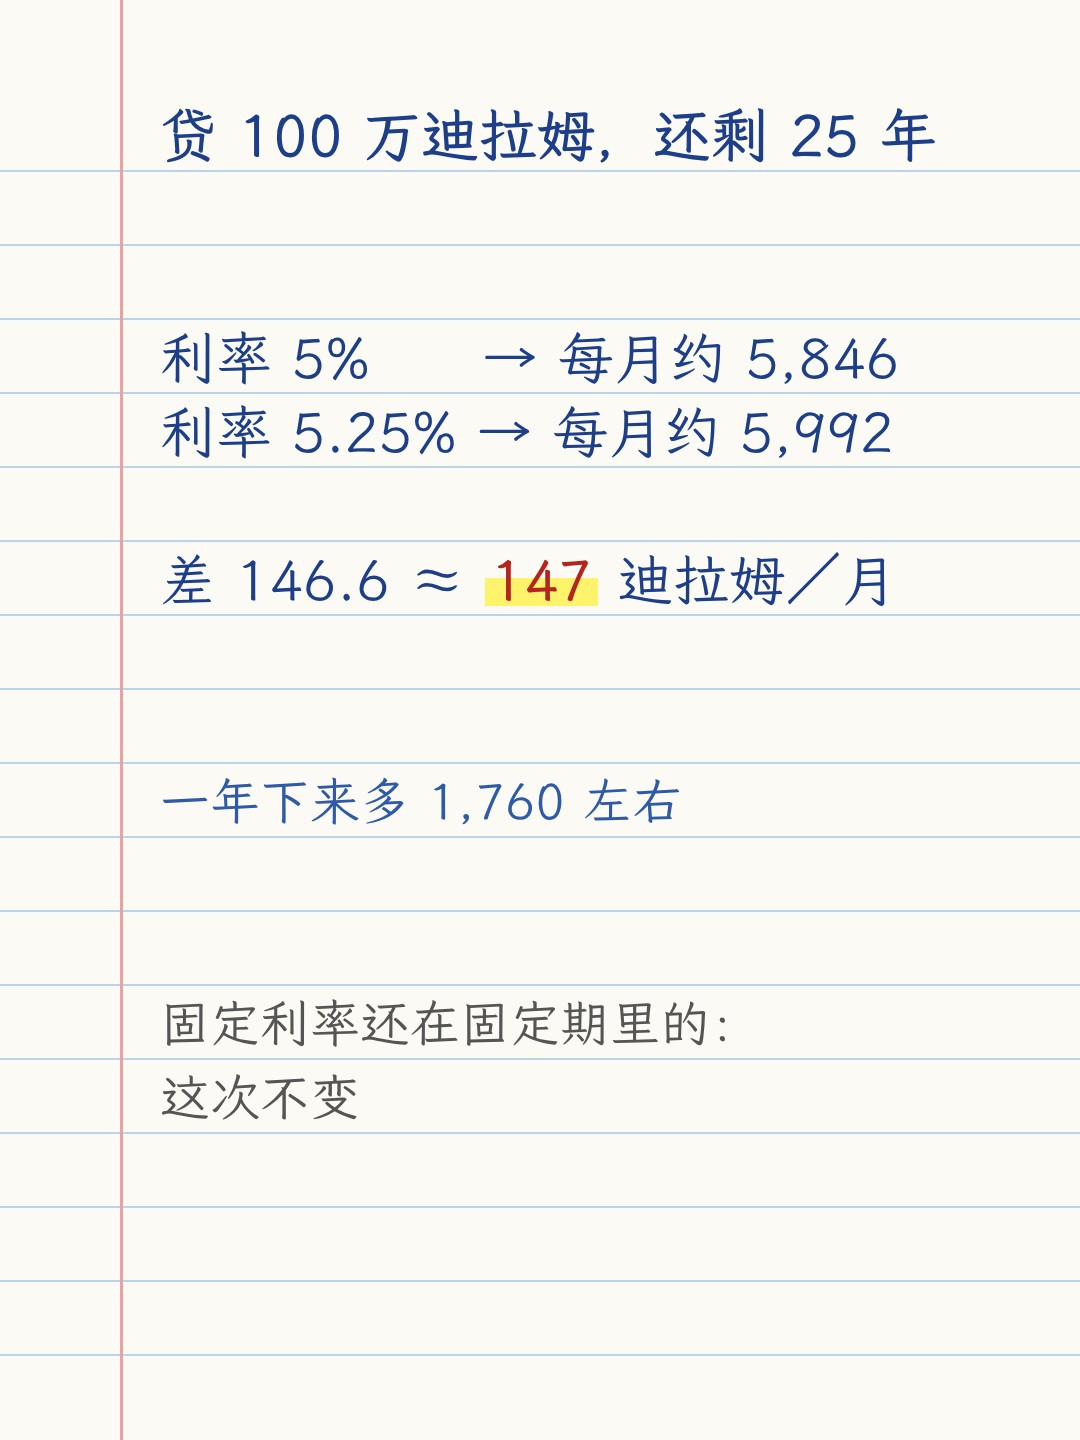 贷 100 万迪拉姆，还剩 25 年
利率 5% → 每月约 5,846
利率 5.25% → 每月约 5,992
差 146.6 ≈ 147 迪拉姆／月
一年下来多 1,760 左右
固定利率还在固定期里的：
这次不变